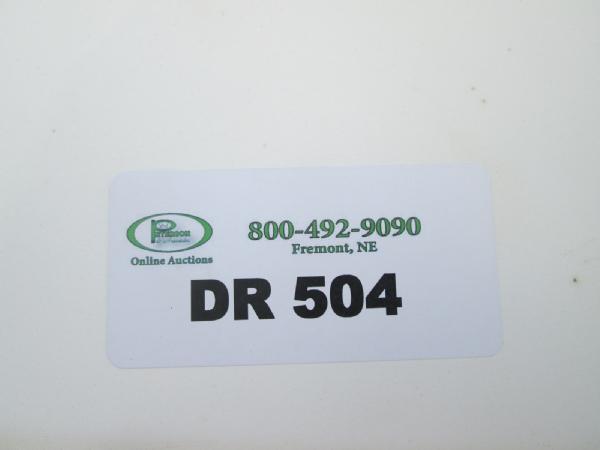 PETERSON
800-492-9090
Fremont, NE
Online Auctions
DR 504